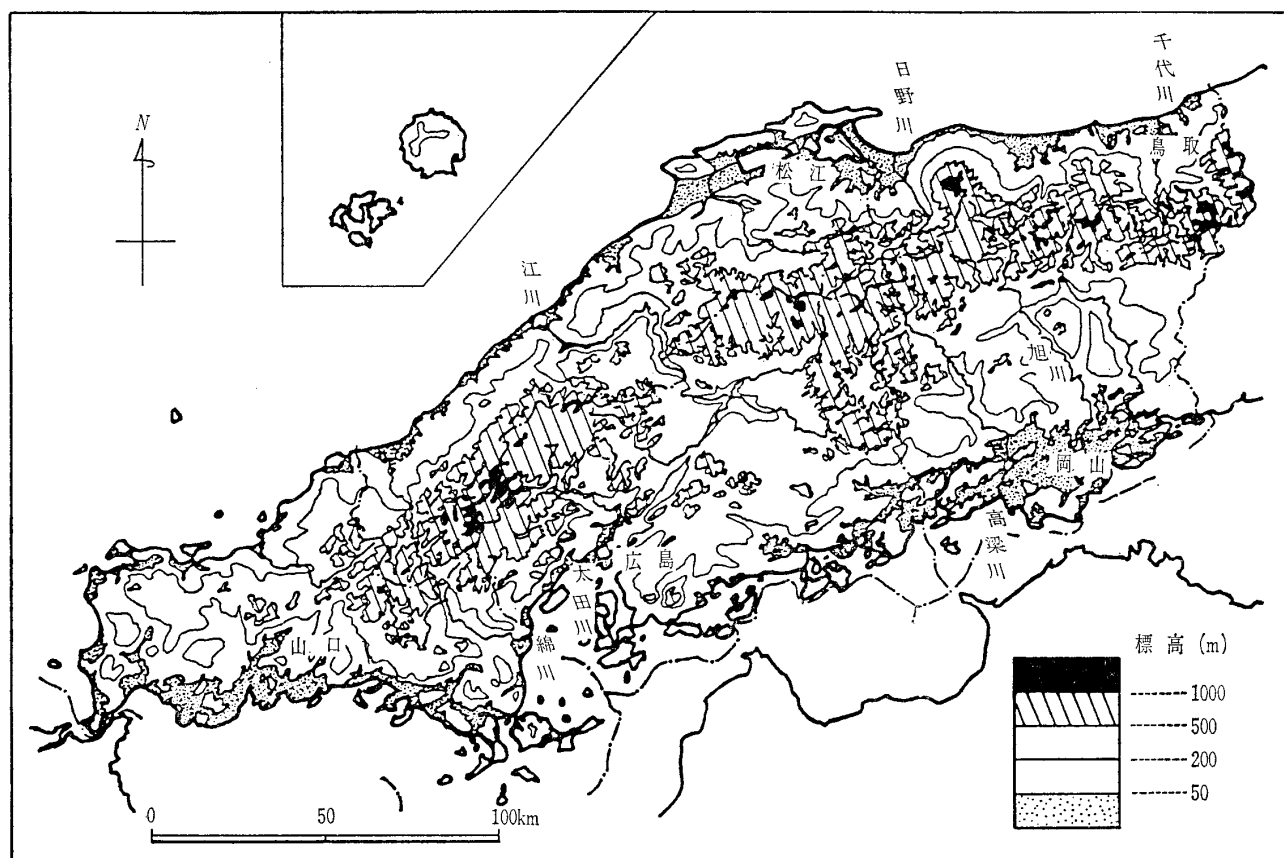 千代川
日野川
鳥取
N
松江
江川
旭川
岡山
高梁川
広島
太田川
山口
錦川
標高(m)
1000
500
200
50
0 50 100km